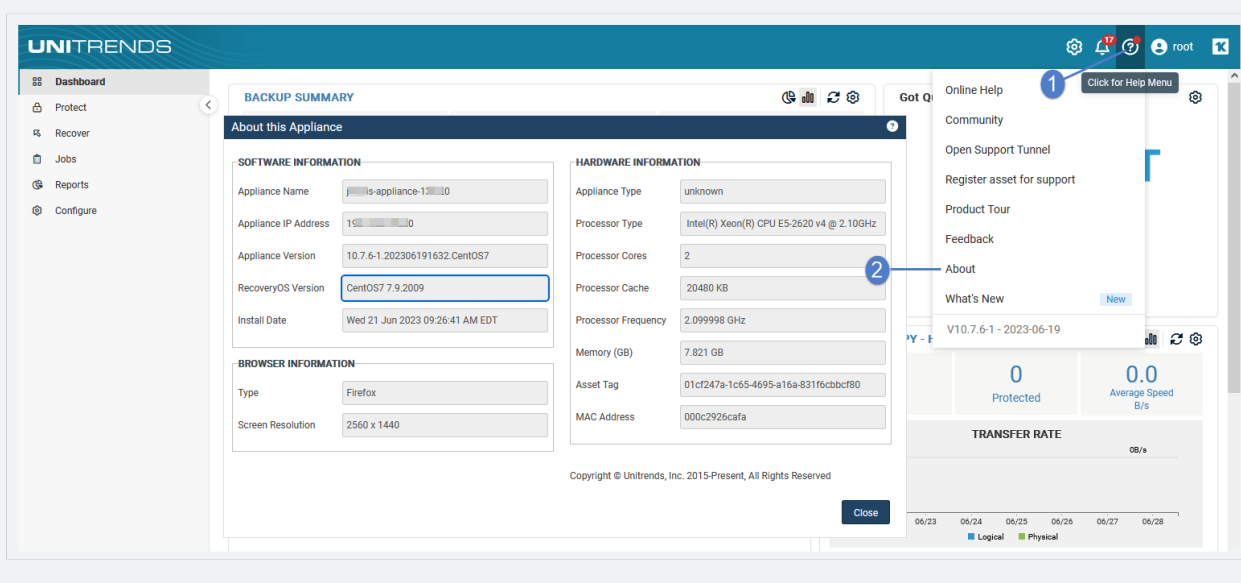 UNITRENDS
17
root
Dashboard
Protect
Recover
Jobs
Reports
Configure
BACKUP SUMMARY
Got Q
1
Click for Help Menu
Online Help
Community
Open Support Tunnel
Register asset for support
Product Tour
Feedback
2
About
What's New
New
V10.7.6-1 - 2023-06-19
About this Appliance
SOFTWARE INFORMATION
Appliance Name
is-appliance-1
0
Appliance IP Address
19
0
Appliance Version
10.7.6-1.202306191632.CentOS7
RecoveryOS Version
CentOS7 7.9.2009
Install Date
Wed 21 Jun 2023 09:26:41 AM EDT
BROWSER INFORMATION
Type
Firefox
Screen Resolution
2560 x 1440
HARDWARE INFORMATION
Appliance Type
unknown
Processor Type
Intel(R) Xeon(R) CPU E5-2620 v4 @ 2.10GHz
Processor Cores
2
Processor Cache
20480 KB
Processor Frequency
2.099998 GHz
Memory (GB)
7.821 GB
Asset Tag
01cf247a-1c65-4695-a16a-831f6cbbcf80
MAC Address
000c2926cafa
Copyright © Unitrends, Inc. 2015-Present, All Rights Reserved
Close
PY - H
0
Protected
0.0
Average Speed
B/s
TRANSFER RATE
0B/s
06/23 06/24 06/25 06/26 06/27 06/28
Logical Physical